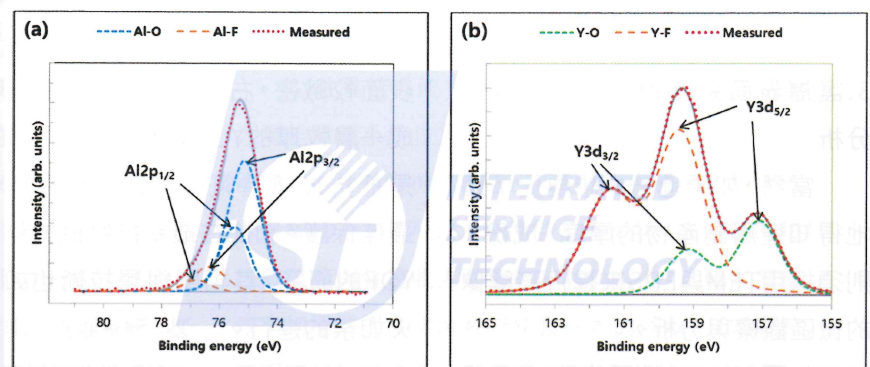 (a)
Al-O Al-F Measured
Al2p1/2
Al2p3/2
Intensity (arb. units)
80 78 76 74 72 70
Binding energy (eV)
(b)
Y-O Y-F Measured
Y3d5/2
Y3d3/2
Intensity (arb. units)
165 163 161 159 157 155
Binding energy (eV)
INTEGRATED
SERVICE
TECHNOLOGY